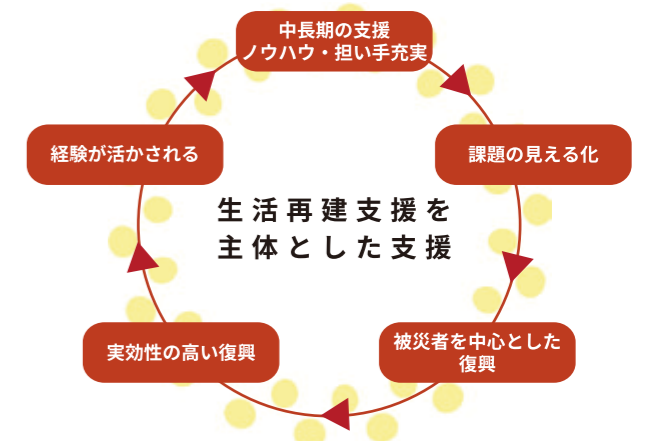 中長期の支援
ノウハウ・担い手充実
経験が活かされる
課題の見える化
生活再建支援を
主体とした支援
実効性の高い復興
被災者を中心とした
復興